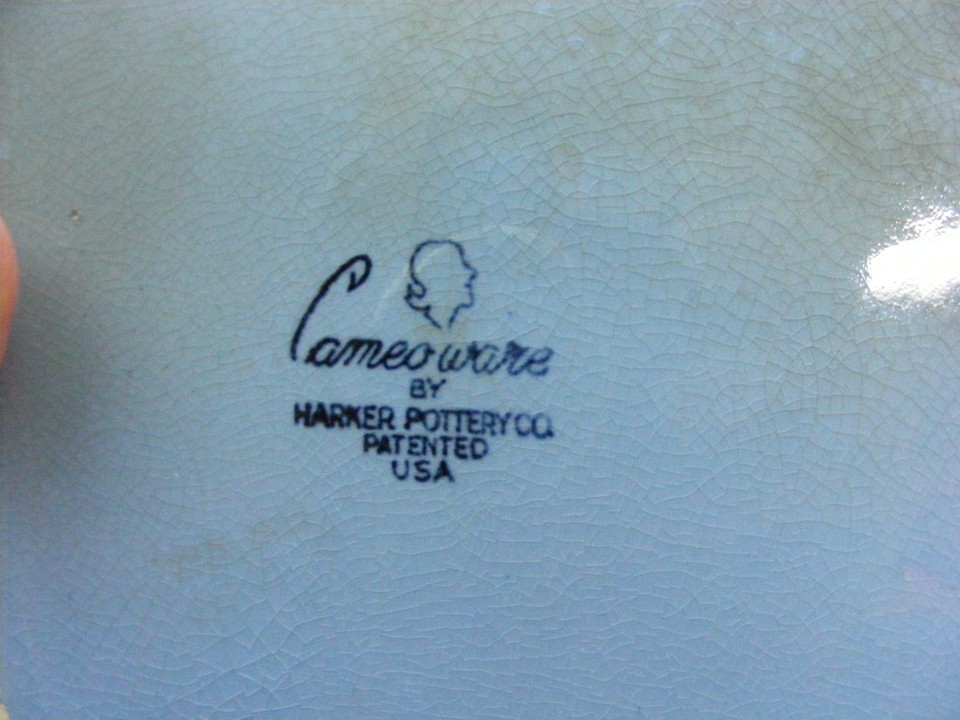 Cameoware
BY
HARKER POTTERY CO.
PATENTED
USA